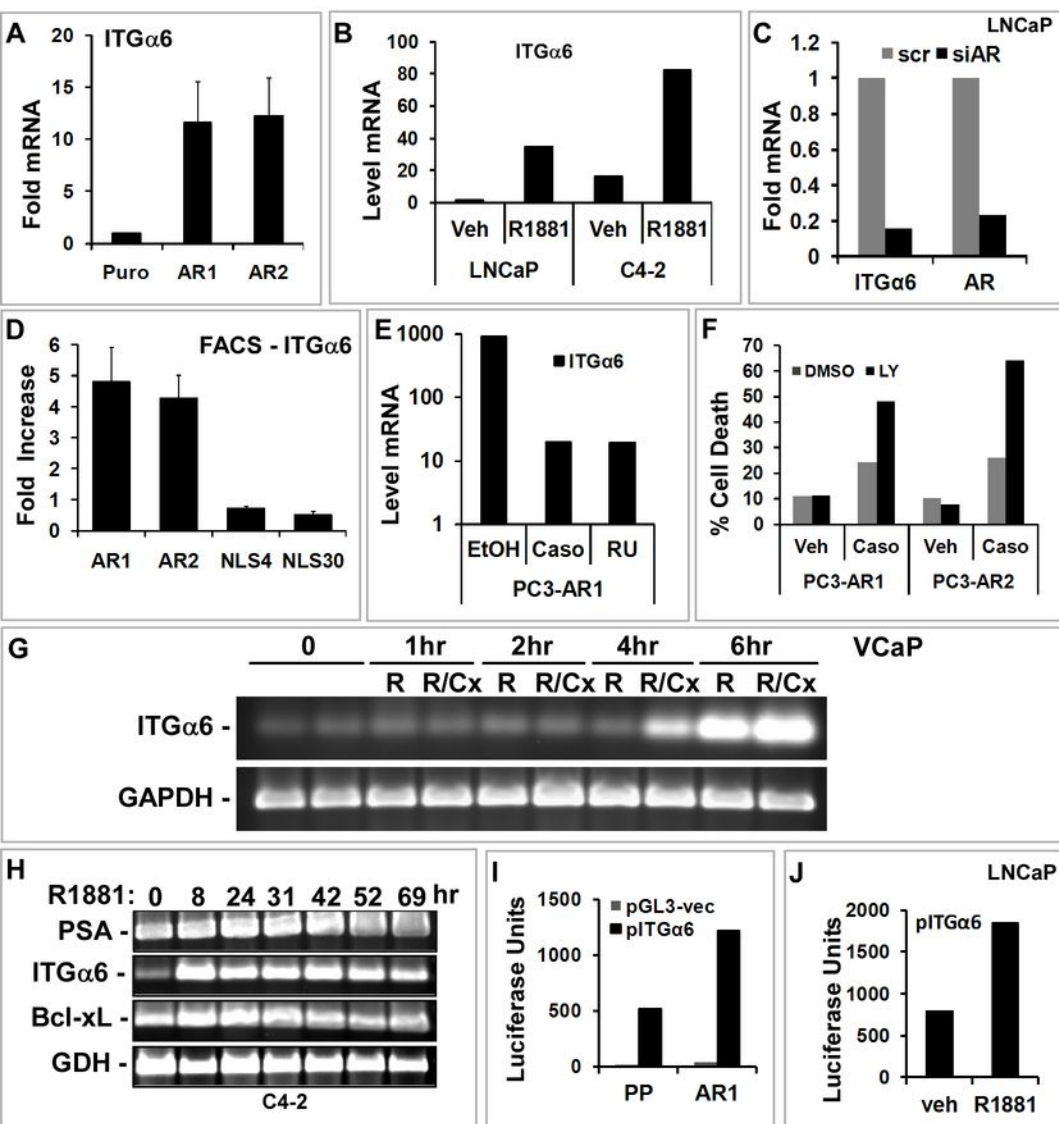 A
ITGα6
Fold mRNA
20
15
10
5
0
Puro AR1 AR2
B
ITGα6
Level mRNA
100
80
60
40
20
0
Veh R1881 Veh R1881
LNCaP C4-2
C
LNCaP
scr siAR
Fold mRNA
1.2
1
0.8
0.6
0.4
0.2
0
ITGα6 AR
D
FACS - ITGα6
Fold Increase
6
5
4
3
2
1
0
AR1 AR2 NLS4 NLS30
E
ITGα6
Level mRNA
1000
100
10
1
EtOH Caso RU
PC3-AR1
F
DMSO LY
% Cell Death
70
60
50
40
30
20
10
0
Veh Caso Veh Caso
PC3-AR1 PC3-AR2
G
0 1hr 2hr 4hr 6hr VCaP
R R/Cx R R/Cx R R/Cx R R/Cx
ITGα6 -
GAPDH -
H
R1881: 0 8 24 31 42 52 69 hr
PSA -
ITGα6 -
Bcl-xL -
GDH -
C4-2
I
pGL3-vec
pITGα6
Luciferase Units
1500
1000
500
0
PP AR1
J
LNCaP
pITGα6
Luciferase Units
2000
1500
1000
500
0
veh R1881